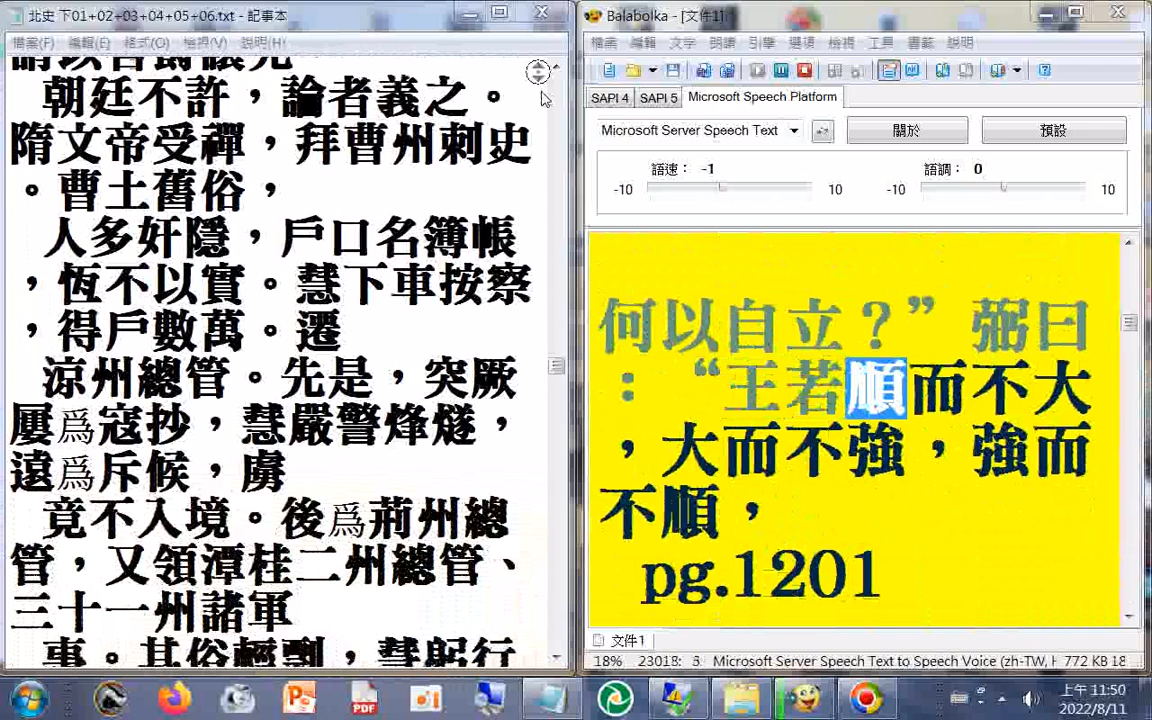 北史 下01+02+03+04+05+06.txt - 記事本
檔案(F) 編輯(E) 格式(O) 檢視(V) 說明(H)
朝廷不許，論者義之。
隋文帝受禪，拜曹州刺史
。曹土舊俗，
人多奸隱，戶口名簿帳
，恆不以實。慧下車按察
，得戶數萬。遷
涼州總管。先是，突厥
屢爲寇抄，慧嚴警烽燧，
遠爲斥候，虜
竟不入境。後爲荊州總
管，又領潭桂二州總管、
三十一州諸軍
事。其俗輕剽，慧躬行
Balabolka - [文件1]
檔案 編輯 文字 朗讀 引擎 選項 檢視 工具 書籤 說明
SAPI 4 SAPI 5 Microsoft Speech Platform
Microsoft Server Speech Text 關於 預設
語速： -1 語調： 0
-10 10 -10 10
何以自立？”弼曰
：“王若順而不大
，大而不強，強而
不順，
pg.1201
文件1
18% 23018: 3 Microsoft Server Speech Text to Speech Voice (zh-TW, H 772 KB 18
上午 11:50
2022/8/11